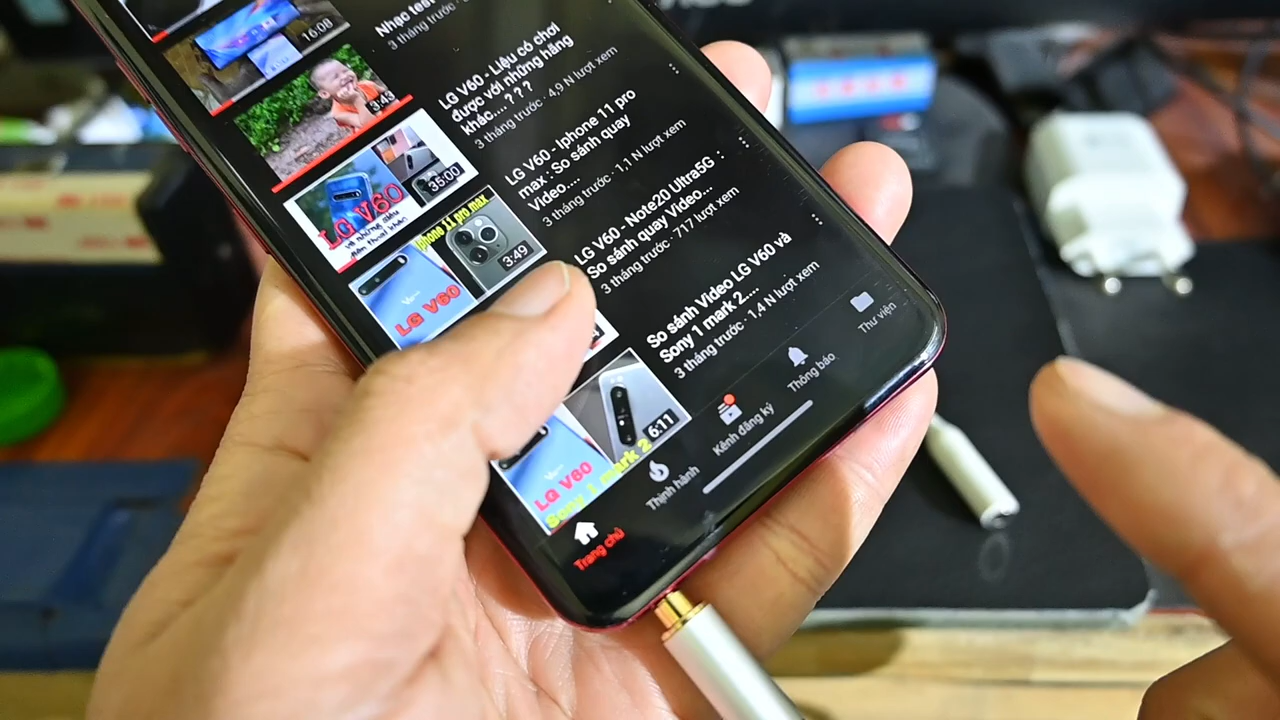 16:08
Nhạc test
3 tháng trước
3:43
LG V60 - Liệu có chơi
được với những hãng
khác...? ? ?
3 tháng trước · 4,9 N lượt xem
LG V60
về những điều
35:00
LG V60 - Iphone 11 pro
max : So sánh quay
Video....
3 tháng trước · 1,1 N lượt xem
Iphone 11 pro max
LG V60
3:49
LG V60 - Note20 Ultra5G :
So sánh quay Video...
3 tháng trước · 717 lượt xem
So sánh Video LG V60 và
Sony 1 mark 2....
3 tháng trước · 1,4 N lượt xem
LG V60
Sony 1 mark 2
6:11
Trang chủ
Thịnh hành
Kênh đăng ký
Thông báo
Thư viện